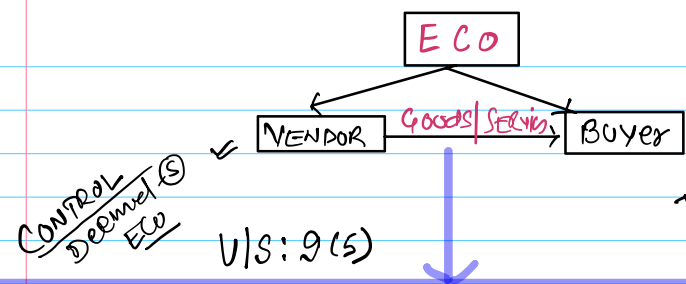 ECO
VENDOR Goods/Services Buyer
CONTROL
Deemed (S)
ECO
U/S: 9(5)